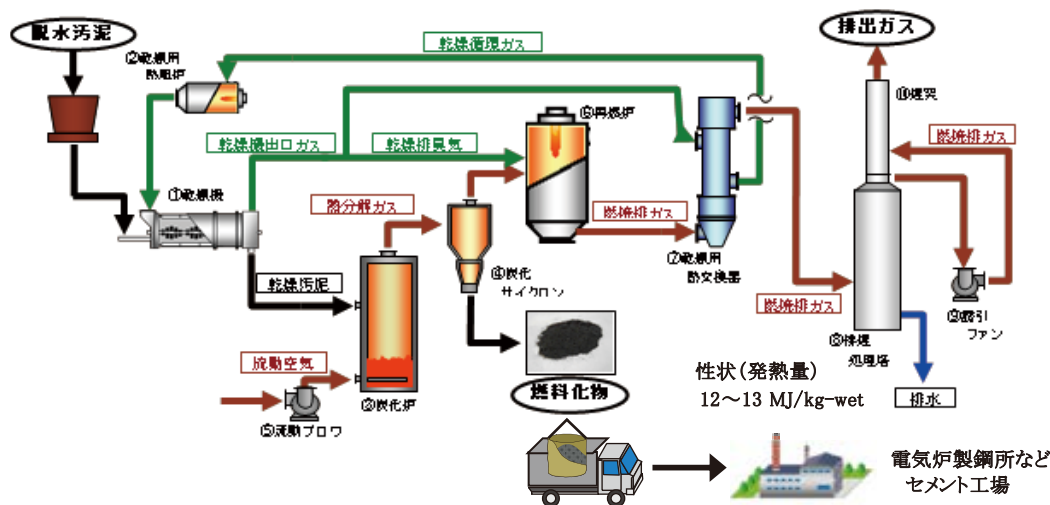 脱水汚泥
②乾燥用
熱風炉
乾燥循環ガス
排出ガス
⑩煙突
⑥再燃炉
乾燥機出口ガス
乾燥排臭気
燃焼排ガス
①乾燥機
熱分解ガス
燃焼排ガス
⑦乾燥用
熱交換器
④炭化
サイクロン
乾燥汚泥
燃焼排ガス
⑨誘引
ファン
⑧排煙
処理塔
流動空気
③炭化炉
⑤流動ブロワ
燃料化物
性状（発熱量）
12～13 MJ/kg-wet
排水
電気炉製鋼所など
セメント工場